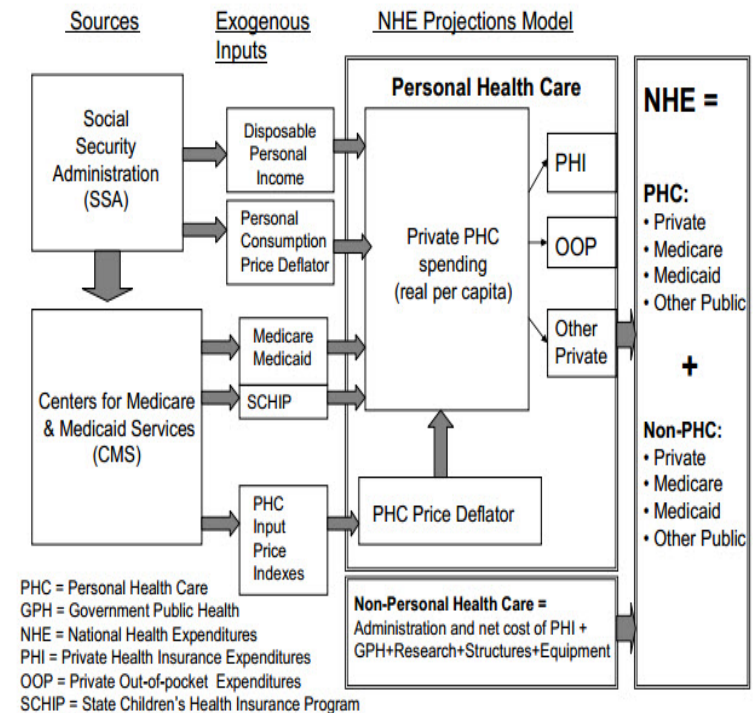 Sources
Exogenous
Inputs
NHE Projections Model
Social
Security
Administration
(SSA)
Disposable
Personal
Income
Personal
Consumption
Price Deflator
Centers for Medicare
& Medicaid Services
(CMS)
Medicare
Medicaid
SCHIP
PHC
Input
Price
Indexes
Personal Health Care
Private PHC
spending
(real per capita)
PHI
OOP
Other
Private
PHC Price Deflator
Non-Personal Health Care =
Administration and net cost of PHI +
GPH+Research+Structures+Equipment
NHE =
PHC:
• Private
• Medicare
• Medicaid
• Other Public
+
Non-PHC:
• Private
• Medicare
• Medicaid
• Other Public
PHC = Personal Health Care
GPH = Government Public Health
NHE = National Health Expenditures
PHI = Private Health Insurance Expenditures
OOP = Private Out-of-pocket Expenditures
SCHIP = State Children's Health Insurance Program